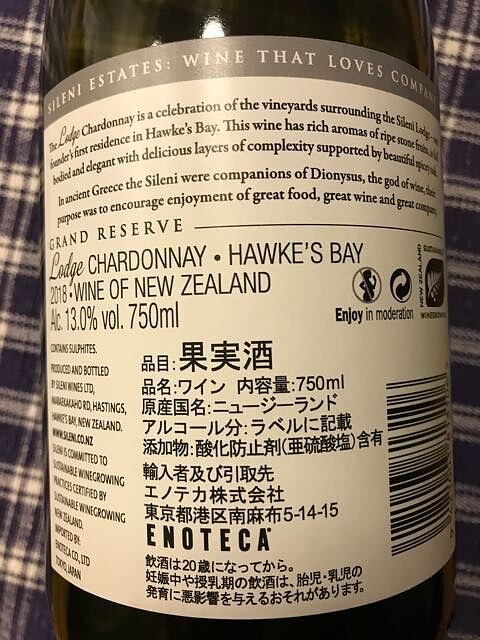 SILENI ESTATES: WINE THAT LOVES COMPANY
The Lodge Chardonnay is a celebration of the vineyards surrounding the Sileni Lodge
founder's first residence in Hawke's Bay. This wine has rich aromas of ripe stone fruits,
bodied and elegant with delicious layers of complexity supported by beautiful spicy oak.
In ancient Greece the Sileni were companions of Dionysus, the god of wine,
purpose was to encourage enjoyment of great food, great wine and great company.
GRAND RESERVE
Lodge CHARDONNAY • HAWKE'S BAY
2018 • WINE OF NEW ZEALAND
Alc. 13.0% vol. 750ml
Enjoy in moderation
NEW ZEALAND
WINEGROWING
CONTAINS SULPHITES.
PRODUCED AND BOTTLED
BY SILENI WINES LTD,
MARAEKAKAHO RD, HASTINGS,
HAWKE'S BAY, NEW ZEALAND.
WWW.SILENI.CO.NZ
SILENI IS COMMITTED TO
SUSTAINABLE WINEGROWING
PRACTICES CERTIFIED BY
SUSTAINABLE WINEGROWING
NEW ZEALAND.
IMPORTED BY:
ENOTECA CO, LTD
TOKYO, JAPAN
品目:果実酒
品名:ワイン 内容量:750ml
原産国名:ニュージーランド
アルコール分:ラベルに記載
添加物:酸化防止剤(亜硫酸塩)含有
輸入者及び引取先
エノテカ株式会社
東京都港区南麻布5-14-15
ENOTECA
飲酒は20歳になってから。
妊娠中や授乳期の飲酒は、胎児・乳児の
発育に悪影響を与えるおそれがあります。